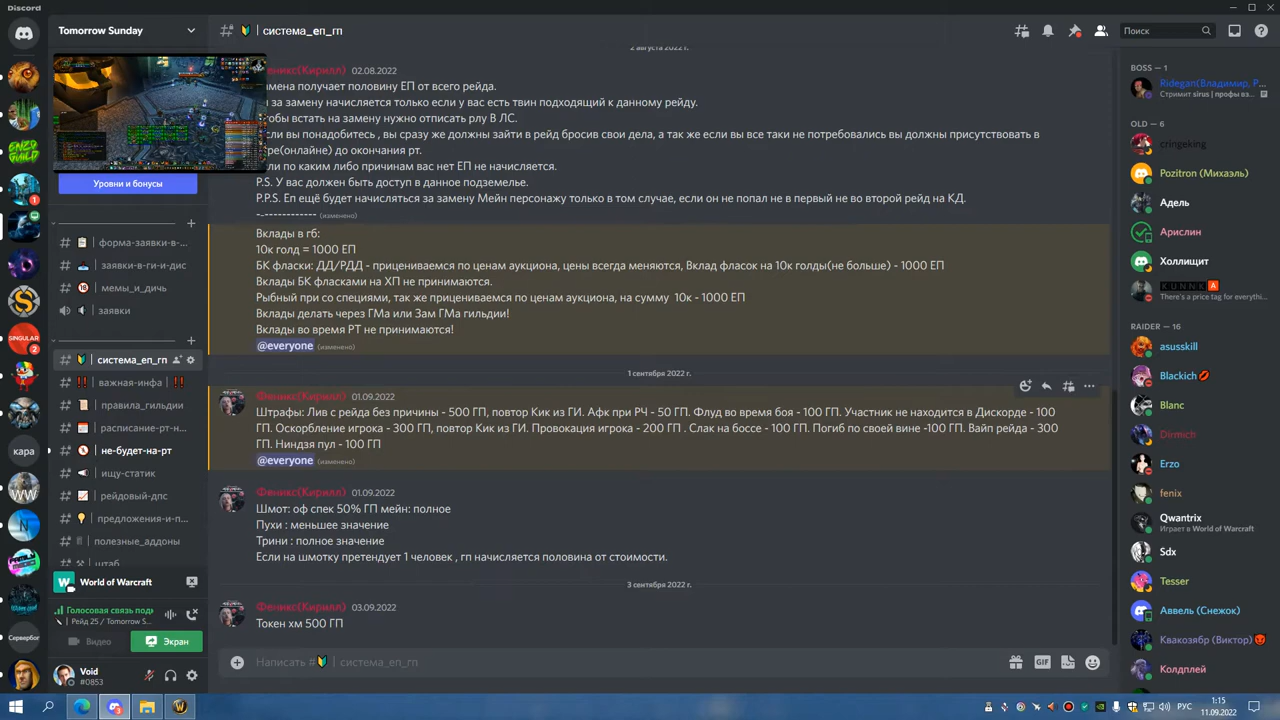 Discord
Tomorrow Sunday
система_еп_гп
Поиск
2 августа 2022 г.
Феникс(Кирилл) 02.08.2022
Замена получает половину ЕП от всего рейда.
за замену начисляется только если у вас есть твин подходящий к данному рейду.
Чтобы встать на замену нужно отписать рлу В ЛС.
Если вы понадобитесь , вы сразу же должны зайти в рейд бросив свои дела, а так же если вы все таки не потребовались вы должны присутствовать в
игре(онлайне) до окончания рт.
Если по каким либо причинам вас нет ЕП не начисляется.
P.S. У вас должен быть доступ в данное подземелье.
P.P.S. Еп ещё будет начисляться за замену Мейн персонажу только в том случае, если он не попал не в первый не во второй рейд на КД.
-.------------ (изменено)
Вклады в гб:
10к голд = 1000 ЕП
БК фласки: ДД/РДД - прицениваемся по ценам аукциона, цены всегда меняются, Вклад фласок на 10к голды(не больше) - 1000 ЕП
Вклады БК фласками на ХП не принимаются.
Рыбный при со специями, так же прицениваемся по ценам аукциона, на сумму 10к - 1000 ЕП
Вклады делать через ГМа или Зам ГМа гильдии!
Вклады во время РТ не принимаются!
@everyone (изменено)
1 сентября 2022 г.
Феникс(Кирилл) 01.09.2022
Штрафы: Лив с рейда без причины - 500 ГП, повтор Кик из ГИ. Афк при РЧ - 50 ГП. Флуд во время боя - 100 ГП. Участник не находится в Дискорде - 100
ГП. Оскорбление игрока - 300 ГП, повтор Кик из ГИ. Провокация игрока - 200 ГП . Слак на боссе - 100 ГП. Погиб по своей вине -100 ГП. Вайп рейда - 300
ГП. Ниндзя пул - 100 ГП
@everyone (изменено)
Феникс(Кирилл) 01.09.2022
Шмот: оф спек 50% ГП мейн: полное
Пухи : меньшее значение
Трини : полное значение
Если на шмотку претендует 1 человек , гп начисляется половина от стоимости.
3 сентября 2022 г.
Феникс(Кирилл) 03.09.2022
Токен хм 500 ГП
Написать # | система_еп_гп
GIF
Уровни и бонусы
| форма-заявки-в-...
| заявки-в-ги-и-дис
| мемы_и_дичь
| заявки
| система_еп_гп
| важная-инфа |
| правила_гильдии
| расписание-рт-н...
| не-будет-на-рт
| ищу-статик
| рейдовый-дпс
| предложения-и-п...
| полезные_аддоны
| штаб
World of Warcraft
Голосовая связь подк
Рейд 25 / Tomorrow S...
Видео
Экран
Void
#0853
ENZO
GUILD
1
SINGULAR
2
кара
WW
Сервербог
BOSS — 1
Ridegan(Владимир, Р...
Стримит sirus | профы вз...
OLD — 6
cringeking
Pozitron (Михаэль)
Адель
Арислин
Холлищит
KUNNK A
There's a price tag for everythi...
RAIDER — 16
asusskill
Blackich
Blanc
Dirmich
Erzo
fenix
Qwantrix
Играет в World of Warcraft
Sdx
Tesser
Аввель (Снежок)
Квакозябр (Виктор)
Колдплей
РУС
1:15
11.09.2022